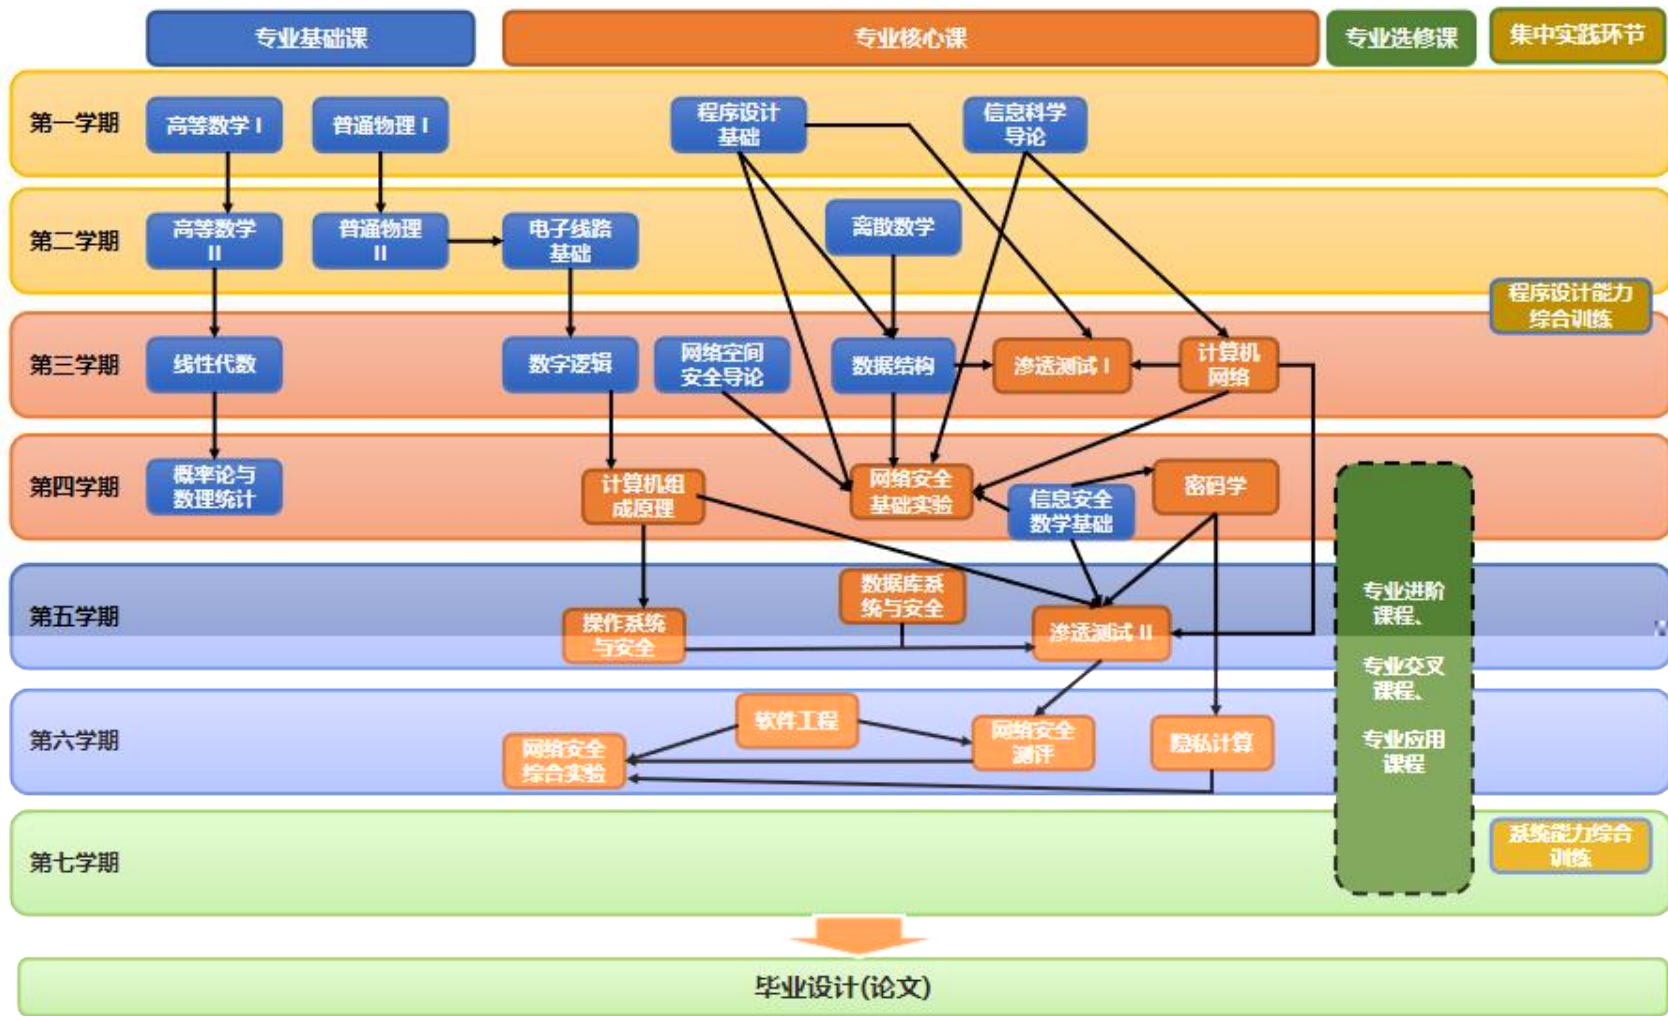 专业基础课
专业核心课
专业选修课
集中实践环节
第一学期
高等数学 I
普通物理 I
程序设计
基础
信息科学
导论
第二学期
高等数学
II
普通物理
II
电子线路
基础
离散数学
程序设计能力
综合训练
第三学期
线性代数
数字逻辑
网络空间
安全导论
数据结构
渗透测试 I
计算机
网络
第四学期
概率论与
数理统计
计算机组
成原理
网络安全
基础实验
信息安全
数学基础
密码学
第五学期
操作系统
与安全
数据库系
统与安全
渗透测试 II
专业进阶
课程、
专业交叉
课程、
专业应用
课程
第六学期
网络安全
综合实验
软件工程
网络安全
测评
隐私计算
第七学期
系统能力综合
训练
毕业设计(论文)